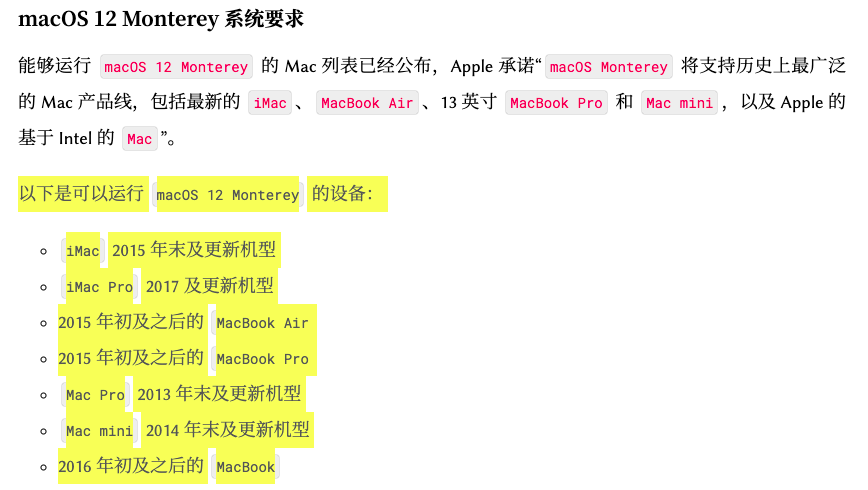 macOS 12 Monterey 系统要求
能够运行 macOS 12 Monterey 的 Mac 列表已经公布，Apple 承诺“ macOS Monterey 将支持历史上最广泛
的 Mac 产品线，包括最新的 iMac 、 MacBook Air 、13 英寸 MacBook Pro 和 Mac mini ，以及 Apple 的
基于 Intel 的 Mac ”。
以下是可以运行 macOS 12 Monterey 的设备：
iMac 2015 年末及更新机型
iMac Pro 2017 及更新机型
2015 年初及之后的 MacBook Air
2015 年初及之后的 MacBook Pro
Mac Pro 2013 年末及更新机型
Mac mini 2014 年末及更新机型
2016 年初及之后的 MacBook